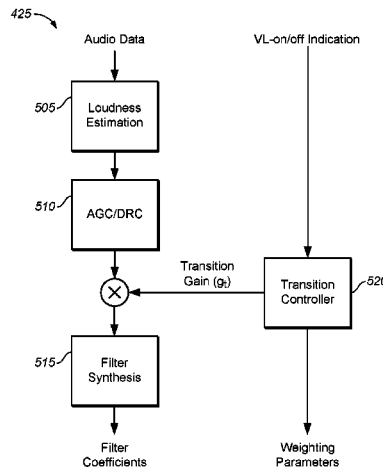 425
Audio Data
VL-on/off Indication
505
Loudness
Estimation
510
AGC/DRC
Transition
Gain (gt)
Transition
Controller
520
515
Filter
Synthesis
Filter
Coefficients
Weighting
Parameters